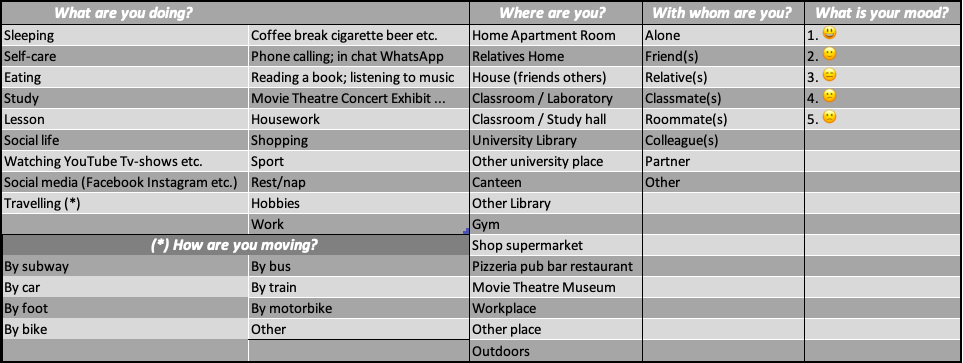 What are you doing? Where are you? With whom are you? What is your mood?
Sleeping Coffee break cigarette beer etc. Home Apartment Room Alone 1. 😃
Self-care Phone calling; in chat WhatsApp Relatives Home Friend(s) 2. 🙂
Eating Reading a book; listening to music House (friends others) Relative(s) 3. 😑
Study Movie Theatre Concert Exhibit ... Classroom / Laboratory Classmate(s) 4. 😕
Lesson Housework Classroom / Study hall Roommate(s) 5. 🙁
Social life Shopping University Library Colleague(s)
Watching YouTube Tv-shows etc. Sport Other university place Partner
Social media (Facebook Instagram etc.) Rest/nap Canteen Other
Travelling (*) Hobbies Other Library
Work Gym
(*) How are you moving? Shop supermarket
By subway By bus Pizzeria pub bar restaurant
By car By train Movie Theatre Museum
By foot By motorbike Workplace
By bike Other Other place
Outdoors